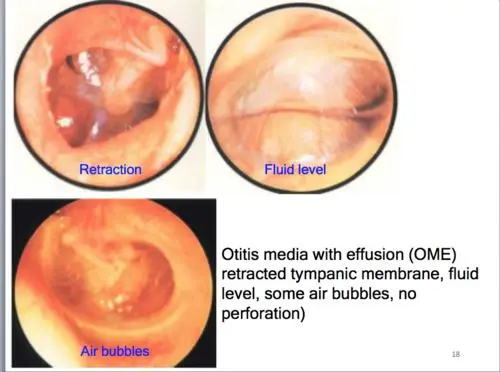 Retraction
Fluid level
Air bubbles
Otitis media with effusion (OME)
retracted tympanic membrane, fluid
level, some air bubbles, no
perforation)
18